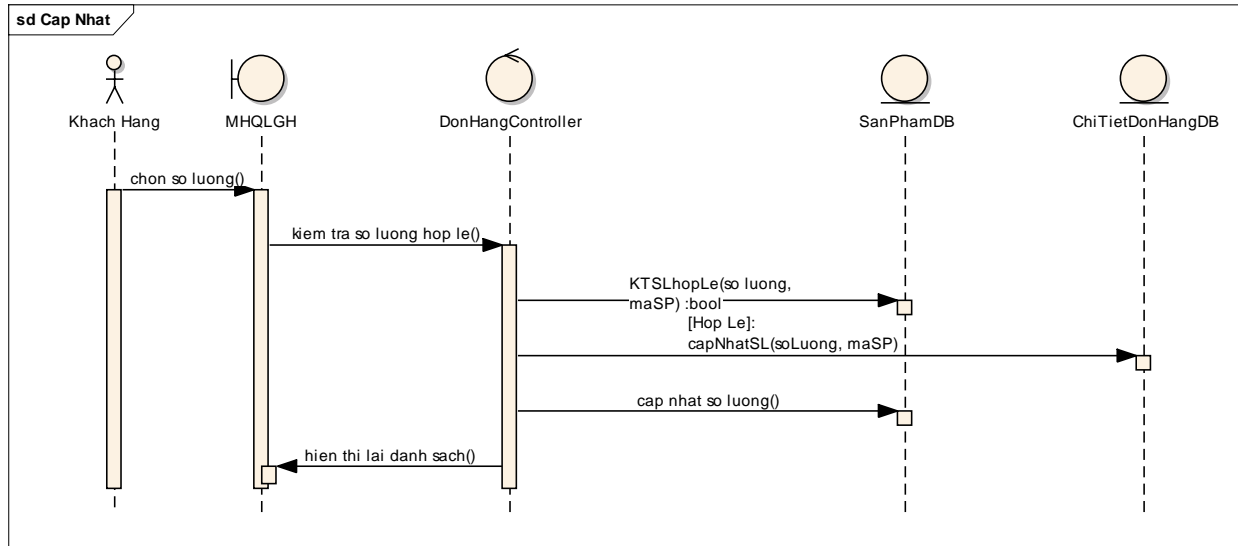 sd Cap Nhat
Khach Hang
MHQLGH
DonHangController
SanPhamDB
ChiTietDonHangDB
chon so luong()
kiem tra so luong hop le()
KTSLhopLe(so luong,
maSP) :bool
[Hop Le]:
capNhatSL(soLuong, maSP)
cap nhat so luong()
hien thi lai danh sach()